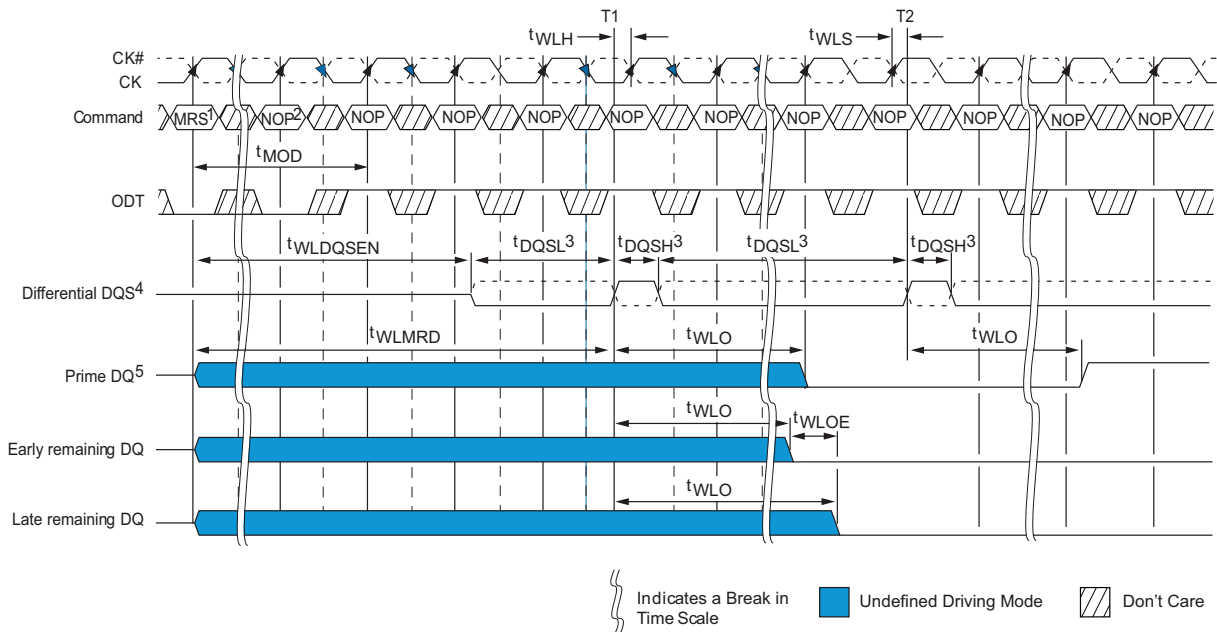 T1 T2
tWLH tWLS
CK#
CK
Command MRS1 NOP2 NOP NOP NOP NOP NOP NOP NOP NOP NOP NOP
tMOD
ODT
tWLDQSEN tDQSL3 tDQSH3 tDQSL3 tDQSH3
Differential DQS4
tWLMRD tWLO tWLO
Prime DQ5
tWLO tWLOE
Early remaining DQ
tWLO
Late remaining DQ
Indicates a Break in
Time Scale
Undefined Driving Mode
Don't Care